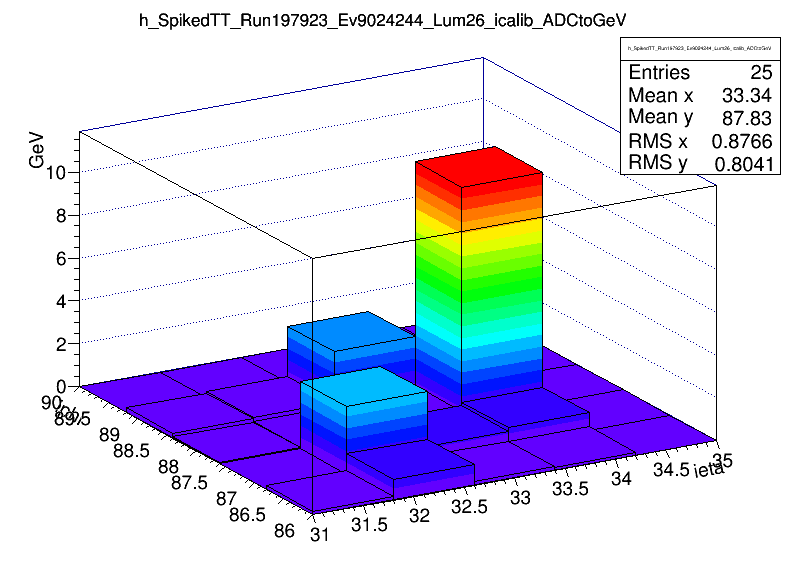 h_SpikedTT_Run197923_Ev9024244_Lum26_icalib_ADCtoGeV
h_SpikedTT_Run197923_Ev9024244_Lum26_icalib_ADCtoGeV
Entries 25
Mean x 33.34
Mean y 87.83
RMS x 0.8766
RMS y 0.8041
GeV
10
8
6
4
2
0
90
89.5
89
88.5
88
87.5
87
86.5
86
31
31.5
32
32.5
33
33.5
34
34.5
35
ieta